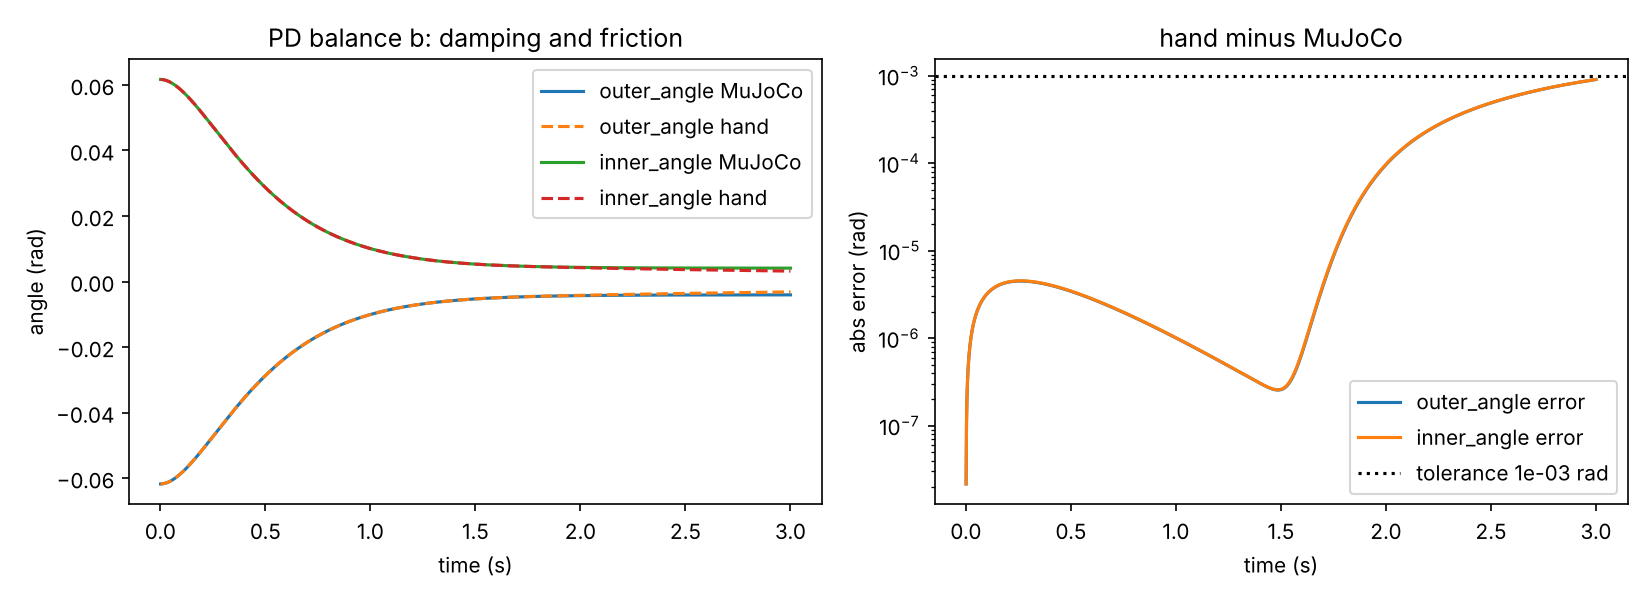 PD balance b: damping and friction
angle (rad)
0.06
0.04
0.02
0.00
−0.02
−0.04
−0.06
outer_angle MuJoCo
outer_angle hand
inner_angle MuJoCo
inner_angle hand
0.0 0.5 1.0 1.5 2.0 2.5 3.0
time (s)
hand minus MuJoCo
abs error (rad)
10⁻³
10⁻⁴
10⁻⁵
10⁻⁶
10⁻⁷
outer_angle error
inner_angle error
tolerance 1e-03 rad
0.0 0.5 1.0 1.5 2.0 2.5 3.0
time (s)